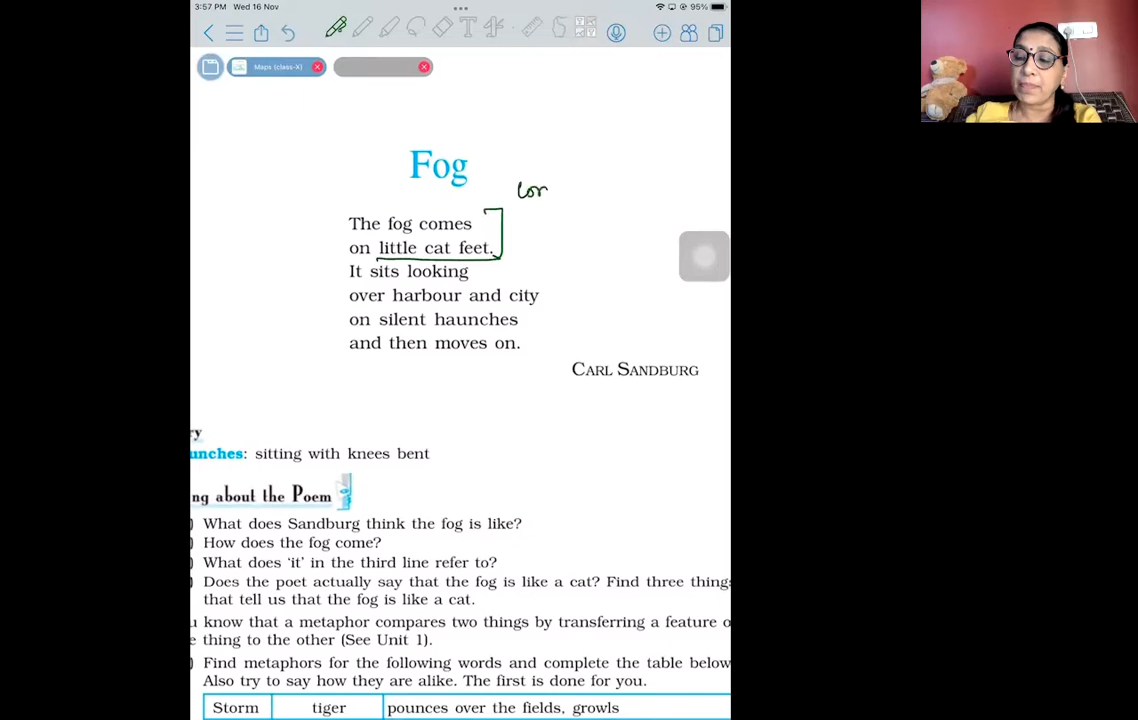 3:57 PM Wed 16 Nov
95%
Maps (class-X)
Fog
The fog comes
on little cat feet.
It sits looking
over harbour and city
on silent haunches
and then moves on.
CARL SANDBURG
ry
unches: sitting with knees bent
ng about the Poem
) What does Sandburg think the fog is like?
) How does the fog come?
) What does ‘it’ in the third line refer to?
) Does the poet actually say that the fog is like a cat? Find three things
that tell us that the fog is like a cat.
u know that a metaphor compares two things by transferring a feature o
e thing to the other (See Unit 1).
) Find metaphors for the following words and complete the table below
Also try to say how they are alike. The first is done for you.
Storm tiger pounces over the fields, growls